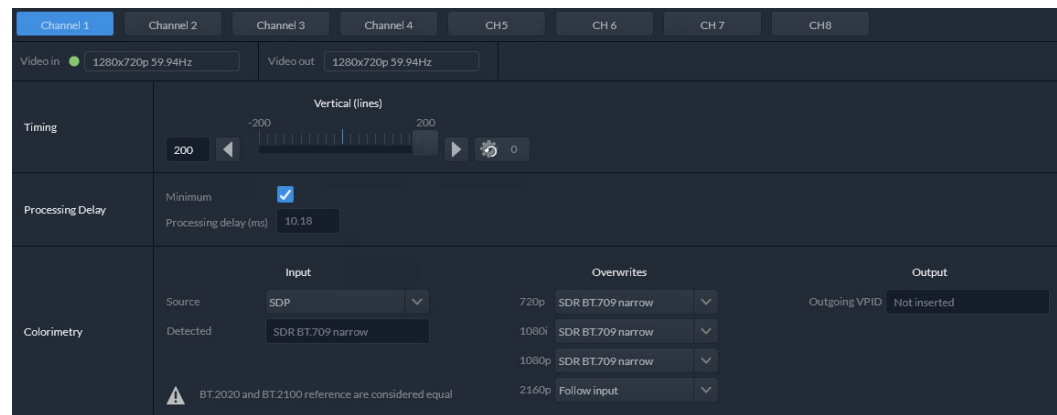 Channel 1 Channel 2 Channel 3 Channel 4 CH5 CH 6 CH 7 CH8
Video in 1280x720p 59.94Hz Video out 1280x720p 59.94Hz
Vertical (lines)
Timing
-200 200
200 0
Processing Delay
Minimum
Processing delay (ms) 10.18
Input Overwrites Output
Source SDP 720p SDR BT.709 narrow Outgoing VPID Not inserted
Colorimetry Detected SDR BT.709 narrow 1080i SDR BT.709 narrow
1080p SDR BT.709 narrow
BT.2020 and BT.2100 reference are considered equal 2160p Follow input